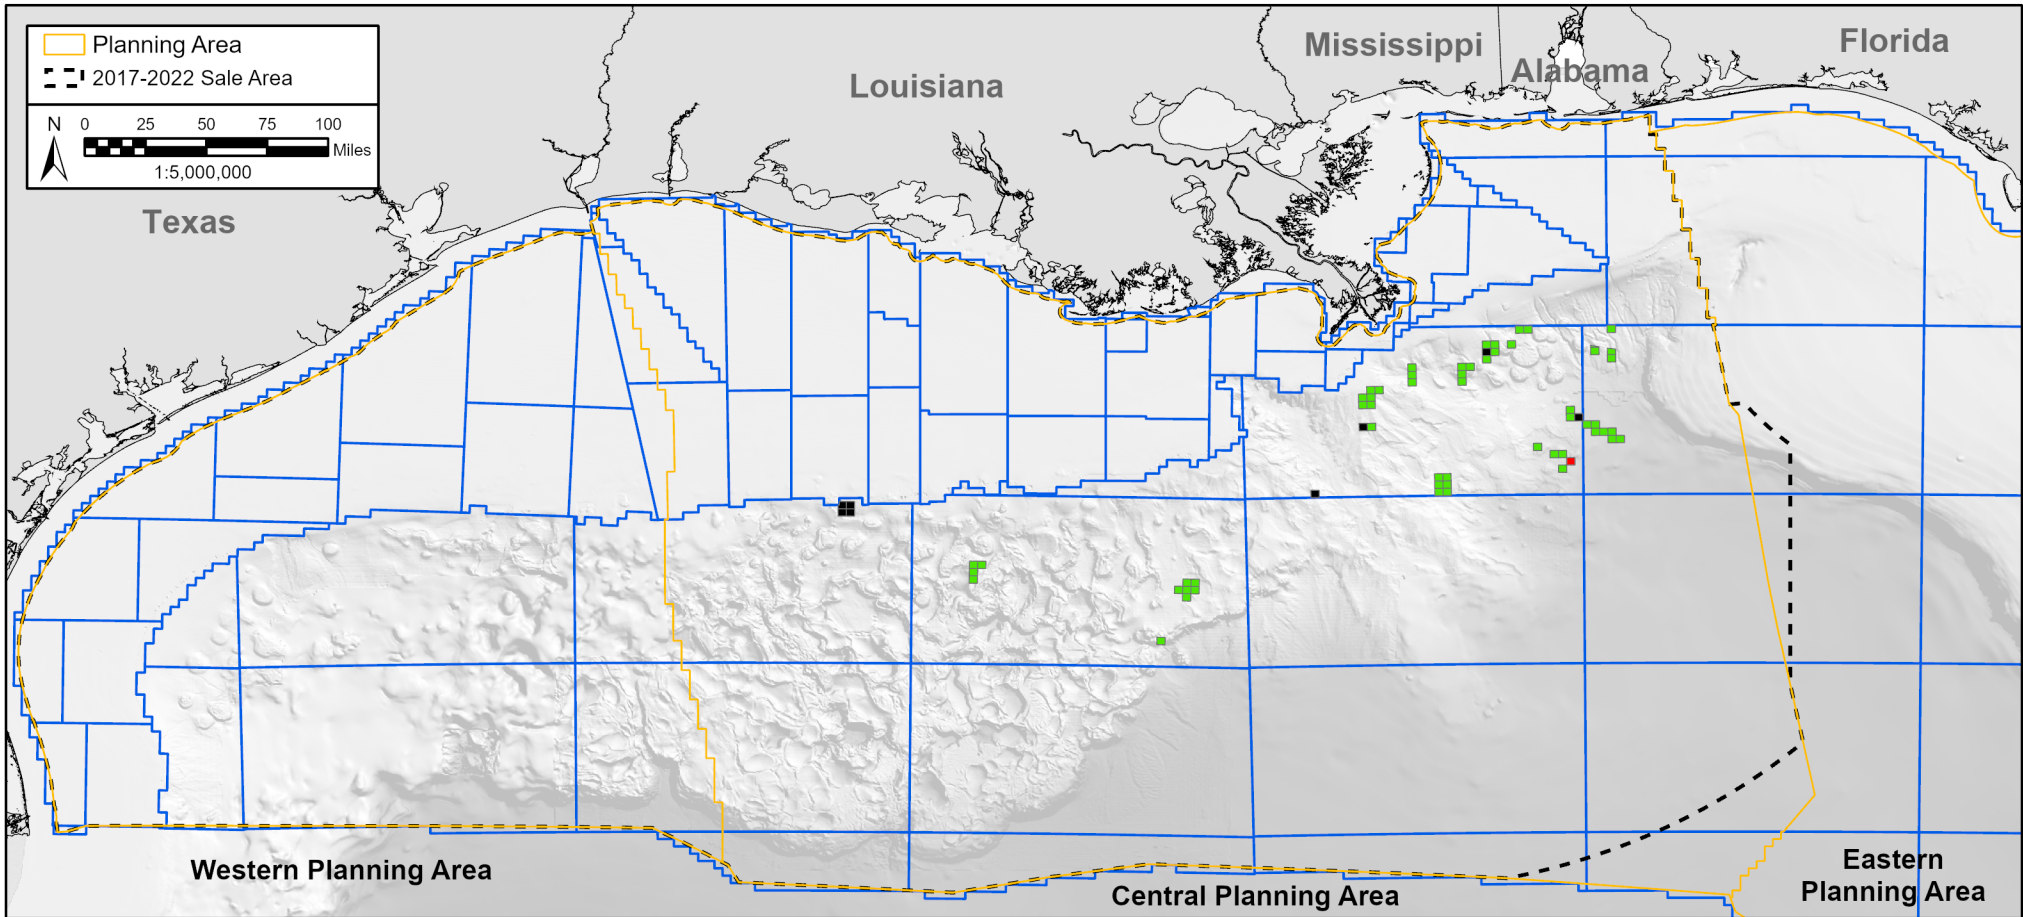 Planning Area
2017-2022 Sale Area
N
0 25 50 75 100
Miles
1:5,000,000
Texas
Louisiana
Mississippi
Alabama
Florida
Western Planning Area
Central Planning Area
Eastern
Planning Area